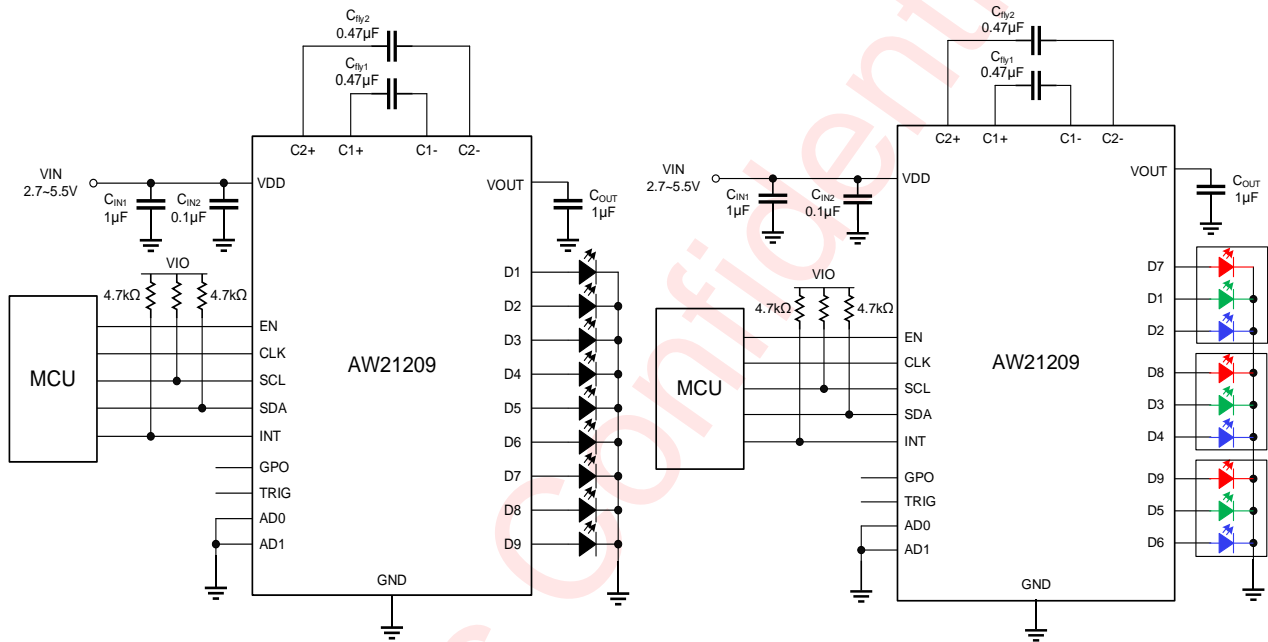 Cfly2
0.47µF
Cfly1
0.47µF
C2+ C1+ C1- C2-
VIN
2.7~5.5V
VDD
VOUT
CIN1
1µF
CIN2
0.1µF
COUT
1µF
VIO
4.7kΩ 4.7kΩ
MCU
EN
CLK
SCL
SDA
INT
GPO
TRIG
AD0
AD1
AW21209
D1
D2
D3
D4
D5
D6
D7
D8
D9
GND
Cfly2
0.47µF
Cfly1
0.47µF
C2+ C1+ C1- C2-
VIN
2.7~5.5V
VDD
VOUT
CIN1
1µF
CIN2
0.1µF
COUT
1µF
VIO
4.7kΩ 4.7kΩ
MCU
EN
CLK
SCL
SDA
INT
GPO
TRIG
AD0
AD1
AW21209
D7
D1
D2
D8
D3
D4
D9
D5
D6
GND
s Confidenti